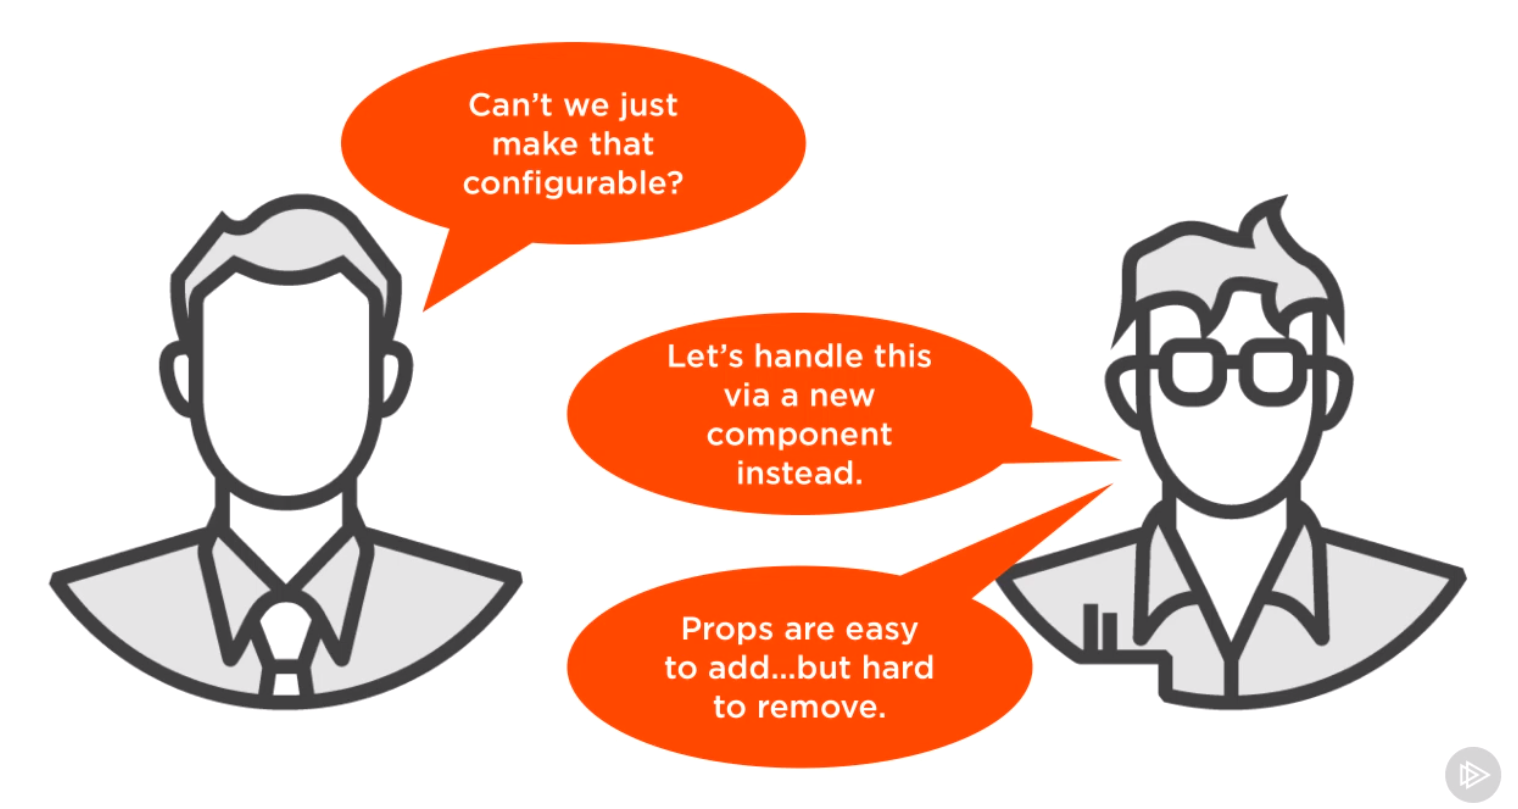 Can't we just
make that
configurable?
Let's handle this
via a new
component
instead.
Props are easy
to add...but hard
to remove.